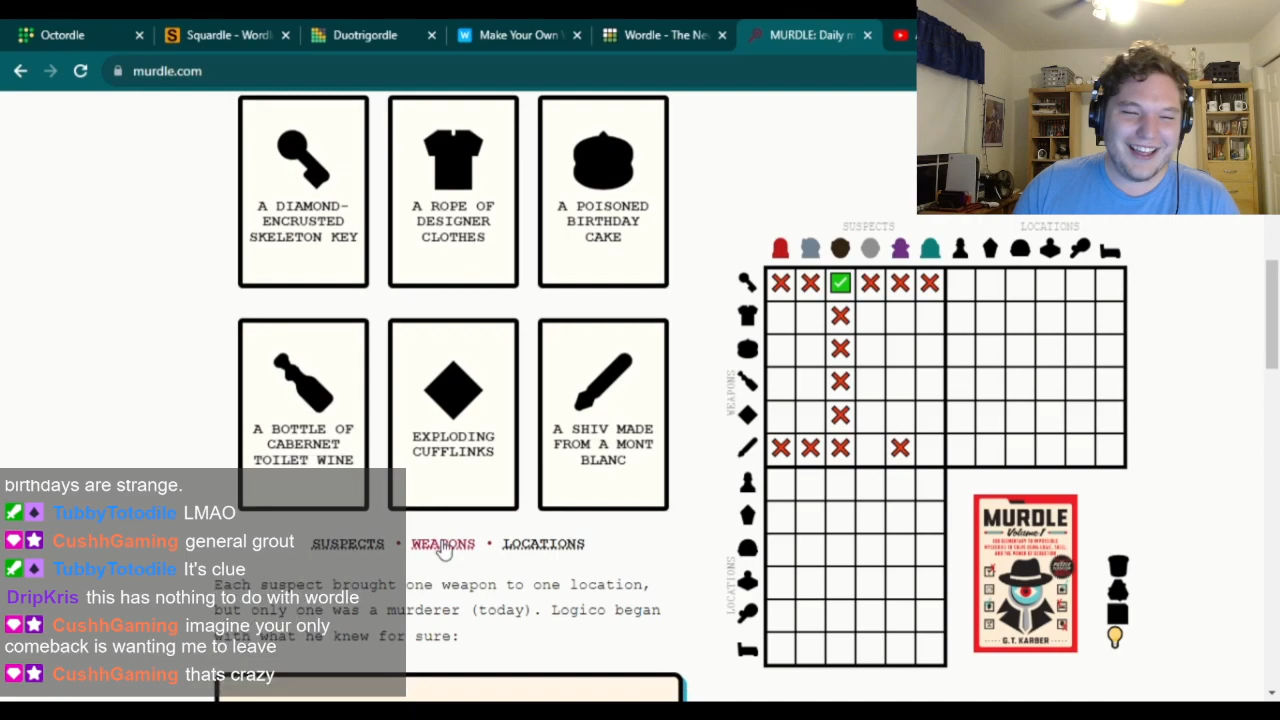 Octordle
Squardle - Wordl
Duotrigordle
Make Your Own
Wordle - The Ne
MURDLE: Daily m
murdle.com
A DIAMOND-
ENCRUSTED
SKELETON KEY
A ROPE OF
DESIGNER
CLOTHES
A POISONED
BIRTHDAY
CAKE
A BOTTLE OF
CABERNET
TOILET WINE
EXPLODING
CUFFLINKS
A SHIV MADE
FROM A MONT
BLANC
SUSPECTS • WEAPONS • LOCATIONS
Each suspect brought one weapon to one location,
but only one was a murderer (today). Logico began
with what he knew for sure:
birthdays are strange.
TubbyTotodile LMAO
CushhGaming general grout
TubbyTotodile It's clue
DripKris this has nothing to do with wordle
CushhGaming imagine your only
comeback is wanting me to leave
CushhGaming thats crazy
SUSPECTS LOCATIONS
WEAPONS
LOCATIONS
MURDLE
Volume 1
G.T. KARBER